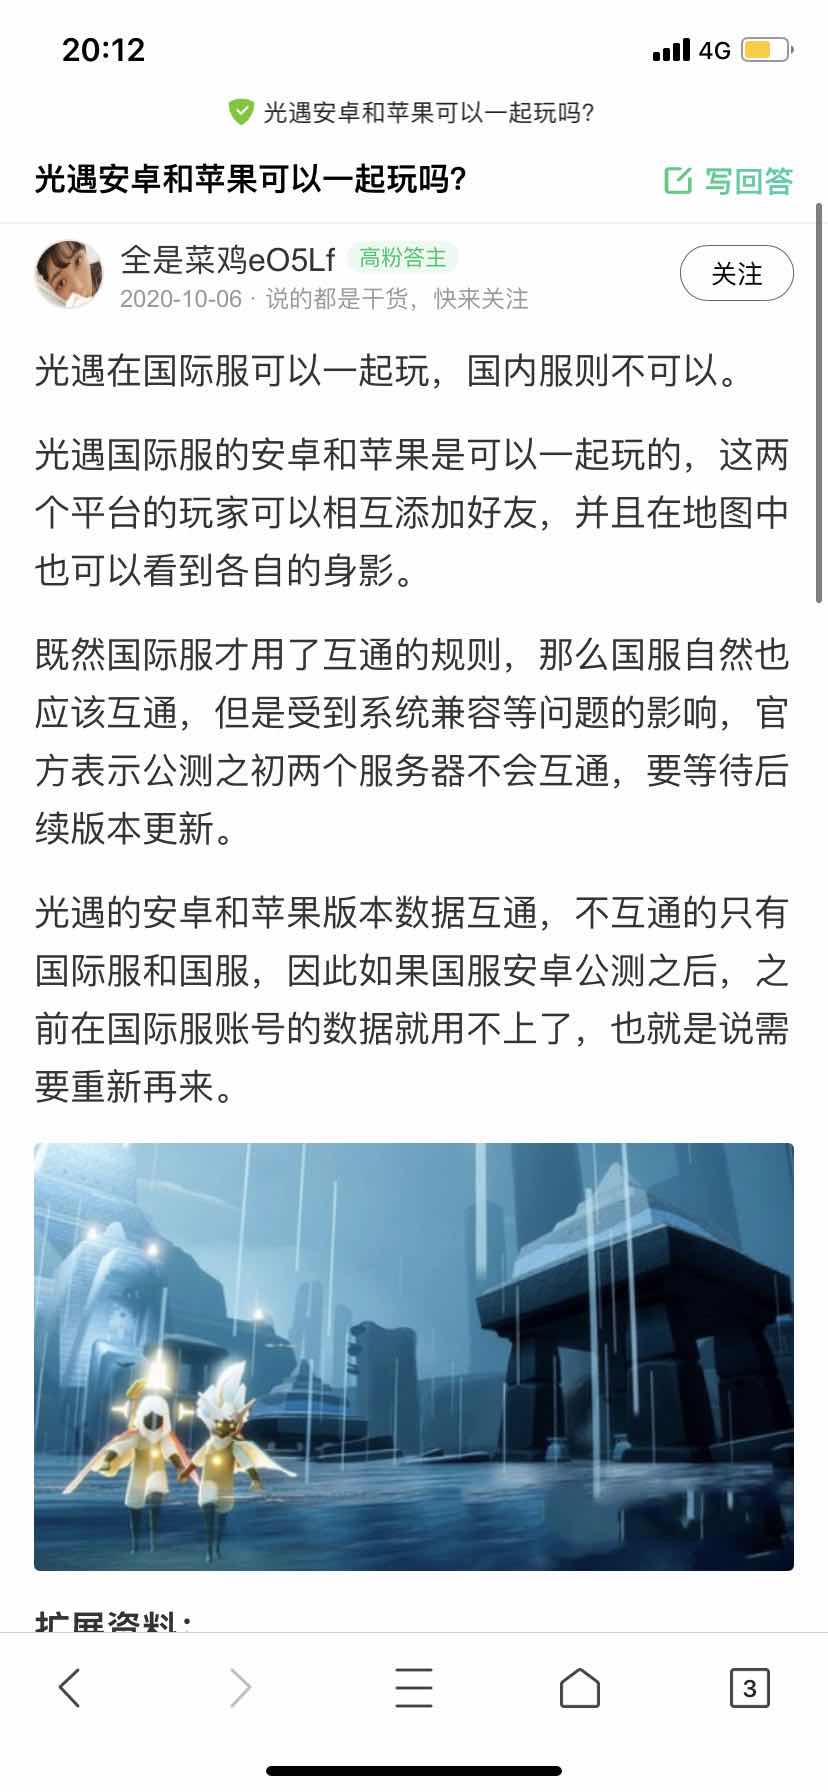 20:12
4G
光遇安卓和苹果可以一起玩吗?
光遇安卓和苹果可以一起玩吗?
写回答
全是菜鸡eO5Lf
高粉答主
关注
2020-10-06 · 说的都是干货，快来关注
光遇在国际服可以一起玩，国内服则不可以。
光遇国际服的安卓和苹果是可以一起玩的，这两
个平台的玩家可以相互添加好友，并且在地图中
也可以看到各自的身影。
既然国际服才用了互通的规则，那么国服自然也
应该互通，但是受到系统兼容等问题的影响，官
方表示公测之初两个服务器不会互通，要等待后
续版本更新。
光遇的安卓和苹果版本数据互通，不互通的只有
国际服和国服，因此如果国服安卓公测之后，之
前在国际服账号的数据就用不上了，也就是说需
要重新再来。
扩展资料：
3